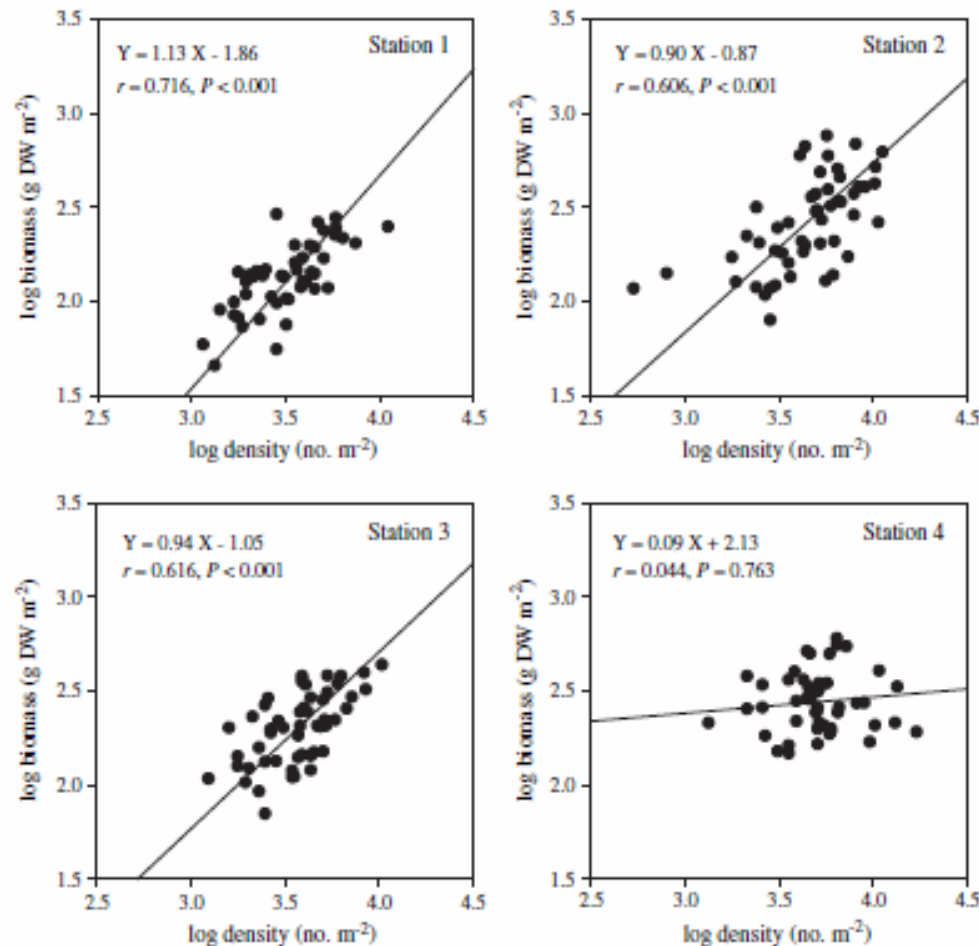 Y = 1.13 X - 1.86
r = 0.716, P < 0.001
Station 1
3.5
3.0
2.5
2.0
1.5
log biomass (g DW m-2)
2.5 3.0 3.5 4.0 4.5
log density (no. m-2)
Y = 0.90 X - 0.87
r = 0.606, P < 0.001
Station 2
3.5
3.0
2.5
2.0
1.5
log biomass (g DW m-2)
2.5 3.0 3.5 4.0 4.5
log density (no. m-2)
Y = 0.94 X - 1.05
r = 0.616, P < 0.001
Station 3
3.5
3.0
2.5
2.0
1.5
log biomass (g DW m-2)
2.5 3.0 3.5 4.0 4.5
log density (no. m-2)
Y = 0.09 X + 2.13
r = 0.044, P = 0.763
Station 4
3.5
3.0
2.5
2.0
1.5
log biomass (g DW m-2)
2.5 3.0 3.5 4.0 4.5
log density (no. m-2)